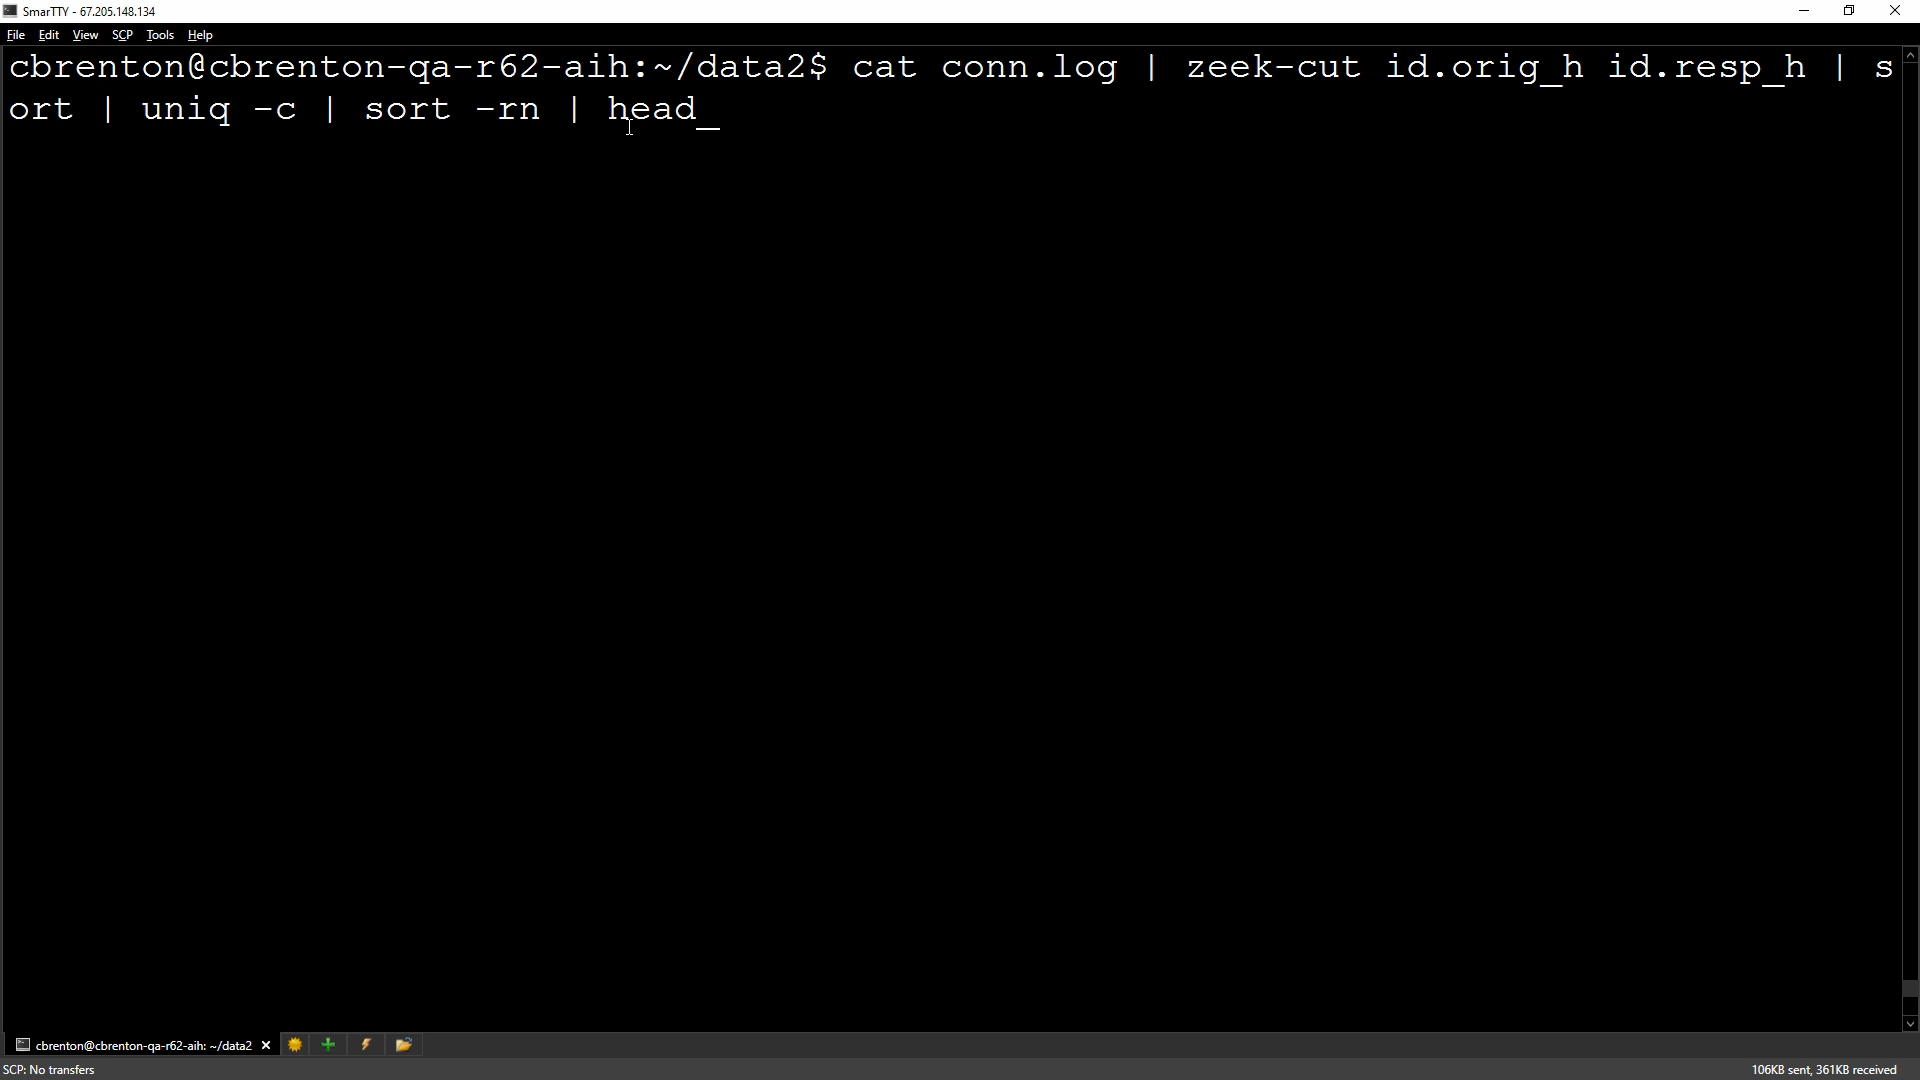 SmarTTY - 67.205.148.134
File Edit View SCP Tools Help
cbrenton@cbrenton-qa-r62-aih:~/data2$ cat conn.log | zeek-cut id.orig_h id.resp_h | s
ort | uniq -c | sort -rn | head_
cbrenton@cbrenton-qa-r62-aih: ~/data2
SCP: No transfers
106KB sent, 361KB received